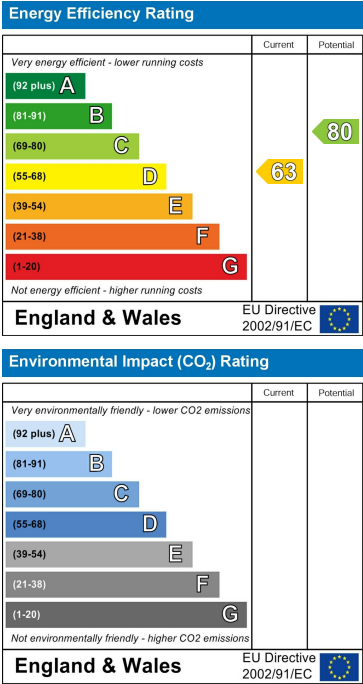 Energy Efficiency Rating
Current Potential
Very energy efficient - lower running costs
(92 plus) A
(81-91) B
80
(69-80) C
(55-68) D
63
(39-54) E
(21-38) F
(1-20) G
Not energy efficient - higher running costs
England & Wales
EU Directive
2002/91/EC
Environmental Impact (CO₂) Rating
Current Potential
Very environmentally friendly - lower CO2 emissions
(92 plus) A
(81-91) B
(69-80) C
(55-68) D
(39-54) E
(21-38) F
(1-20) G
Not environmentally friendly - higher CO2 emissions
England & Wales
EU Directive
2002/91/EC